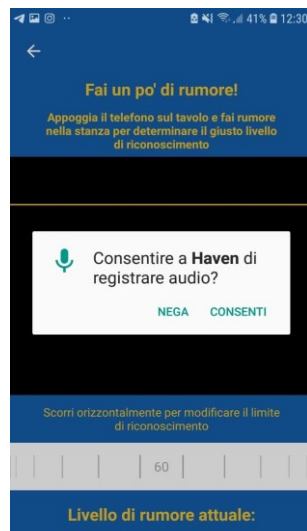 41% 12:30
Fai un po' di rumore!
Appoggia il telefono sul tavolo e fai rumore
nella stanza per determinare il giusto livello
di riconoscimento
Consentire a Haven di
registrare audio?
NEGA CONSENTI
Scorri orizzontalmente per modificare il limite
di riconoscimento
60
Livello di rumore attuale: